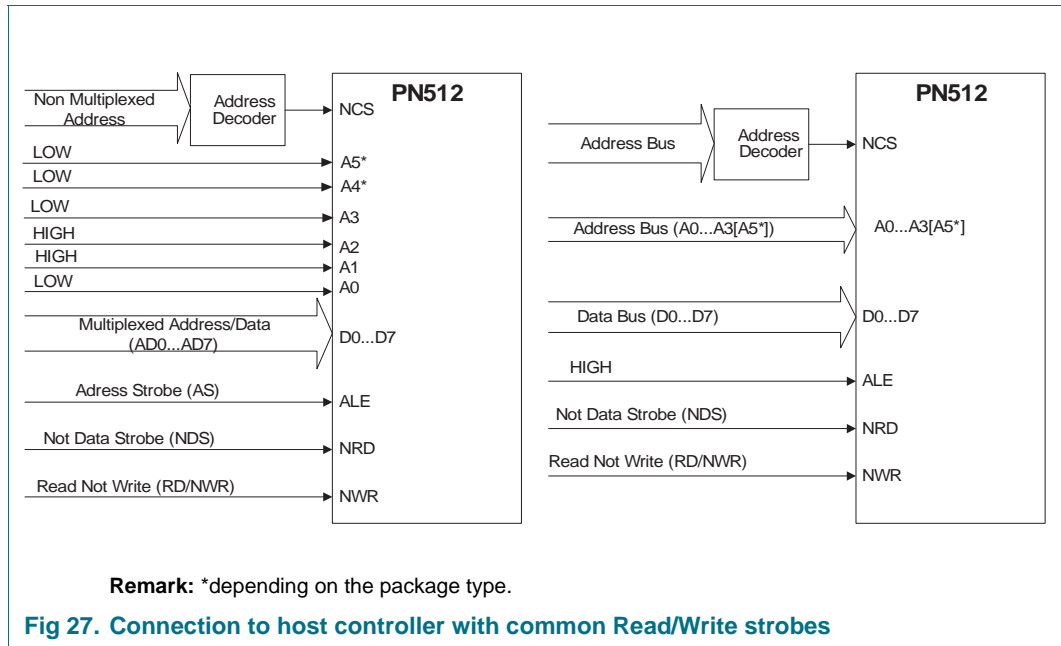 PN512
Non Multiplexed
Address
Address
Decoder
NCS
LOW
A5*
LOW
A4*
LOW
A3
HIGH
A2
HIGH
A1
LOW
A0
Multiplexed Address/Data
(AD0...AD7)
D0...D7
Adress Strobe (AS)
ALE
Not Data Strobe (NDS)
NRD
Read Not Write (RD/NWR)
NWR
PN512
Address Bus
Address
Decoder
NCS
Address Bus (A0...A3[A5*])
A0...A3[A5*]
Data Bus (D0...D7)
D0...D7
HIGH
ALE
Not Data Strobe (NDS)
NRD
Read Not Write (RD/NWR)
NWR
Remark: *depending on the package type.
Fig 27. Connection to host controller with common Read/Write strobes